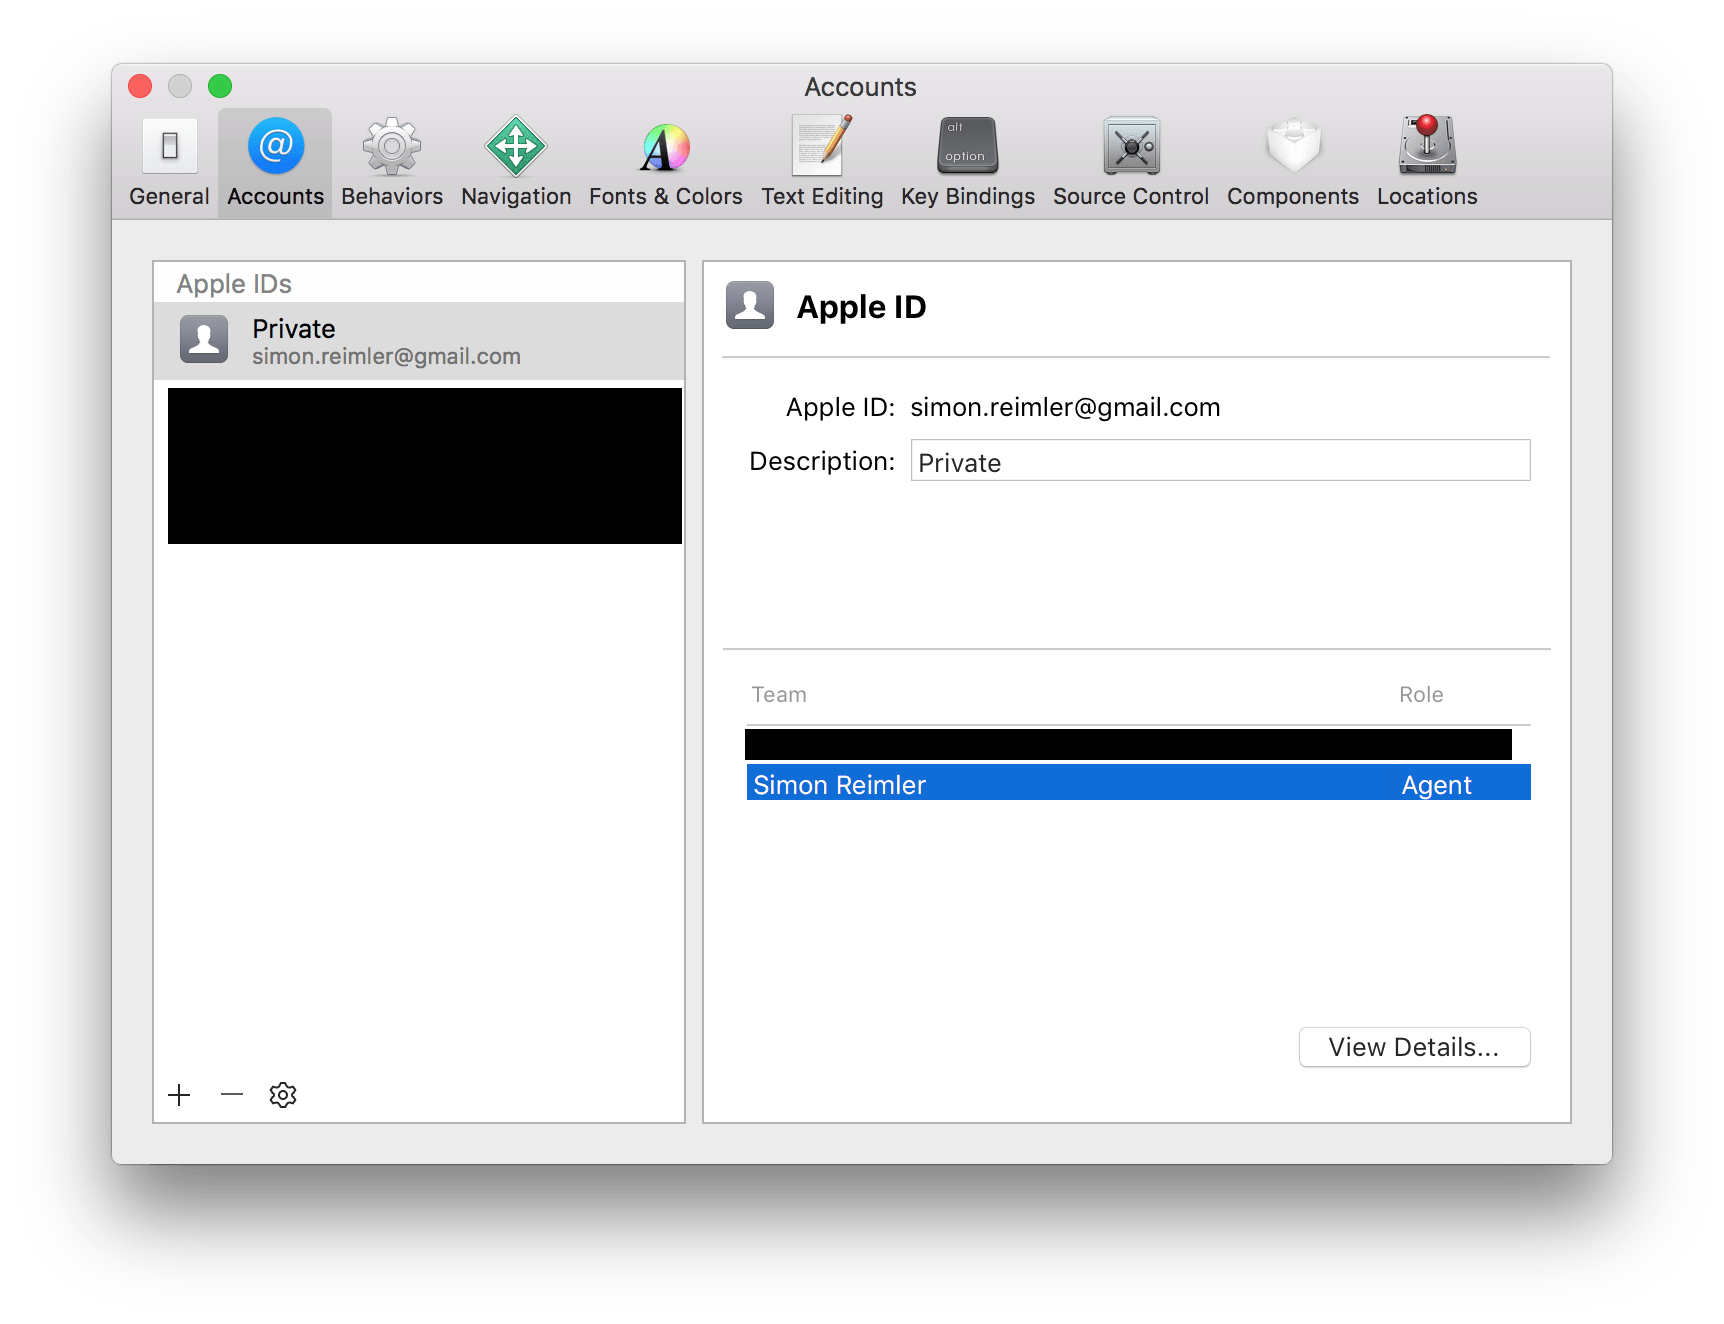 Accounts
General Accounts Behaviors Navigation Fonts & Colors Text Editing alt option Key Bindings Source Control Components Locations
Apple IDs
Private
simon.reimler@gmail.com
Apple ID
Apple ID: simon.reimler@gmail.com
Description: Private
Team Role
Simon Reimler Agent
View Details...